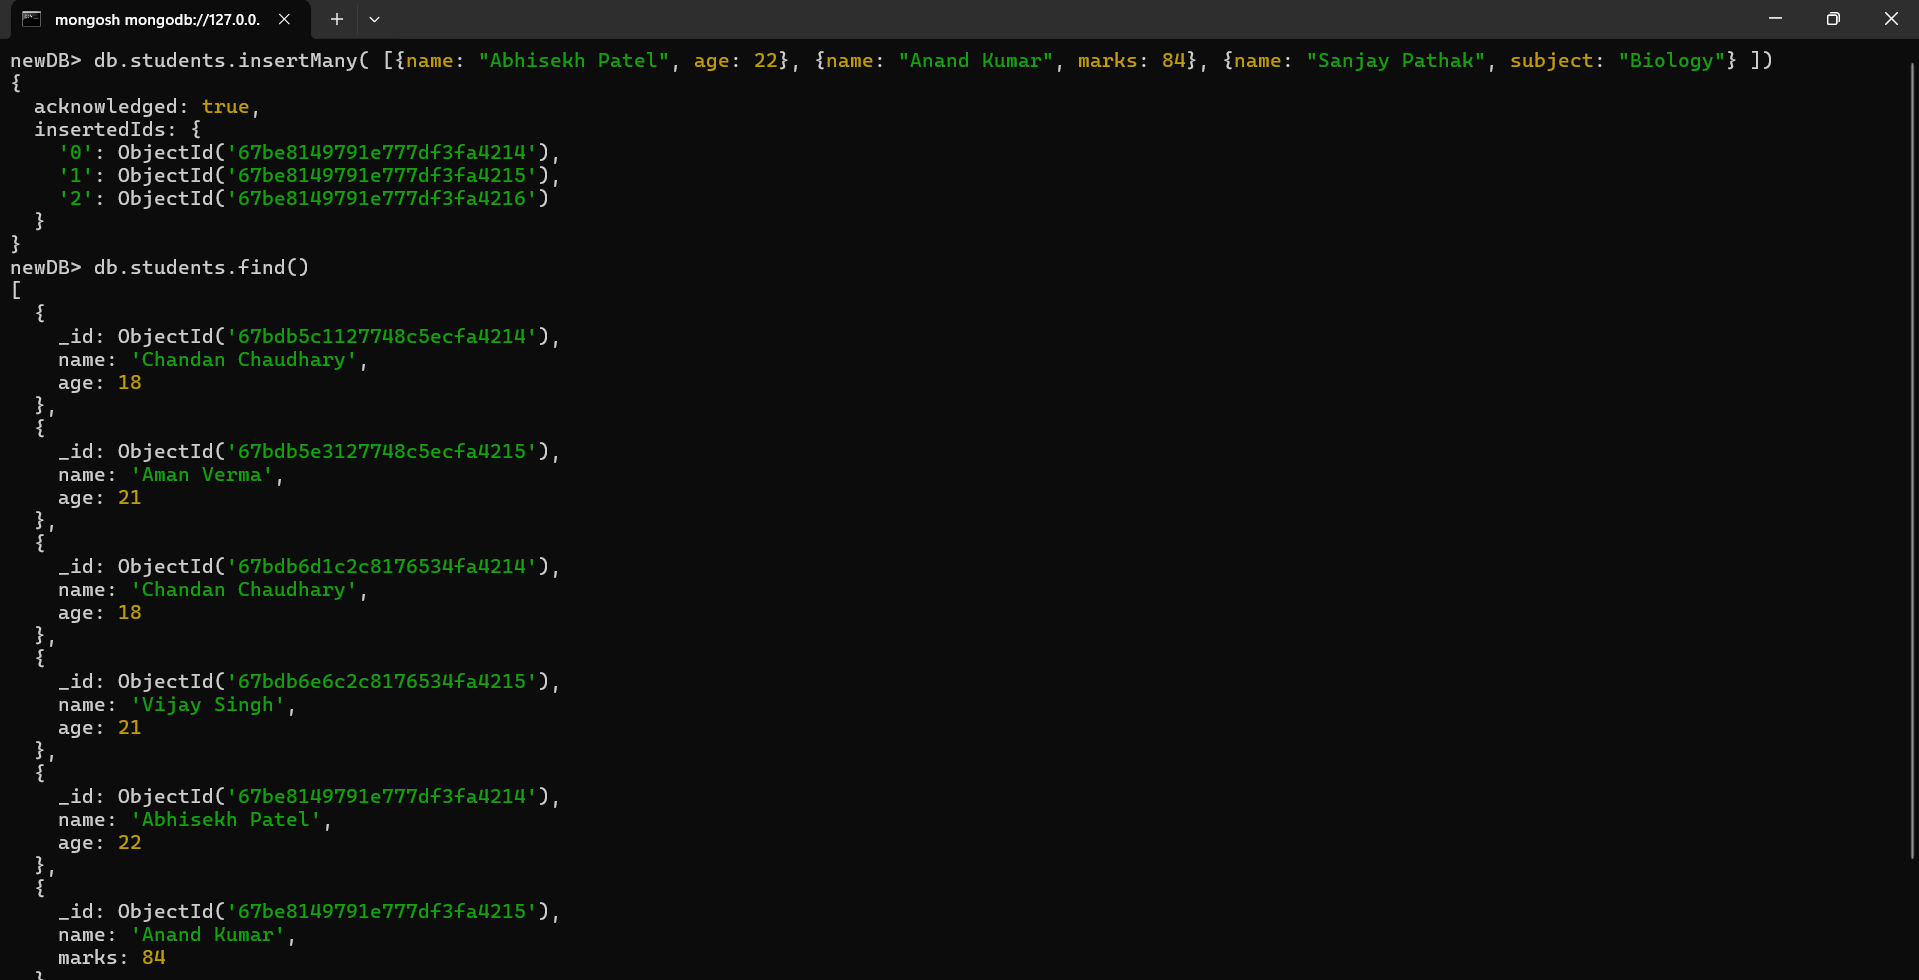 mongosh mongodb://127.0.0.
newDB> db.students.insertMany( [{name: "Abhisekh Patel", age: 22}, {name: "Anand Kumar", marks: 84}, {name: "Sanjay Pathak", subject: "Biology"} ])
{
  acknowledged: true,
  insertedIds: {
    '0': ObjectId('67be8149791e777df3fa4214'),
    '1': ObjectId('67be8149791e777df3fa4215'),
    '2': ObjectId('67be8149791e777df3fa4216')
  }
}
newDB> db.students.find()
[
  {
    _id: ObjectId('67bdb5c1127748c5ecfa4214'),
    name: 'Chandan Chaudhary',
    age: 18
  },
  {
    _id: ObjectId('67bdb5e3127748c5ecfa4215'),
    name: 'Aman Verma',
    age: 21
  },
  {
    _id: ObjectId('67bdb6d1c2c8176534fa4214'),
    name: 'Chandan Chaudhary',
    age: 18
  },
  {
    _id: ObjectId('67bdb6e6c2c8176534fa4215'),
    name: 'Vijay Singh',
    age: 21
  },
  {
    _id: ObjectId('67be8149791e777df3fa4214'),
    name: 'Abhisekh Patel',
    age: 22
  },
  {
    _id: ObjectId('67be8149791e777df3fa4215'),
    name: 'Anand Kumar',
    marks: 84
  }